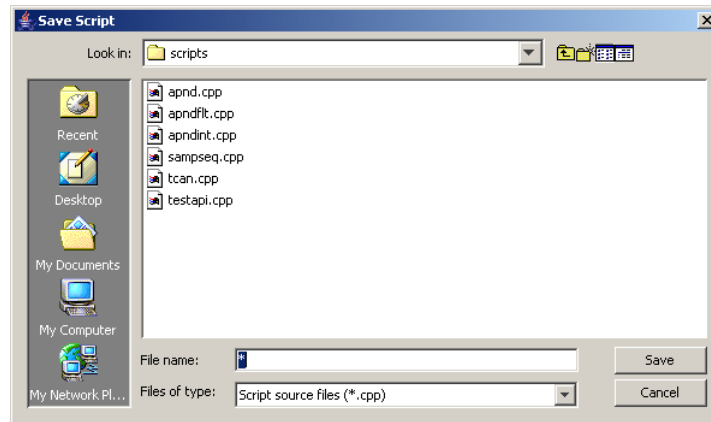 Save Script
Look in: scripts
apnd.cpp
apndflt.cpp
apndint.cpp
sampseq.cpp
tcan.cpp
testapi.cpp
Recent
Desktop
My Documents
My Computer
My Network Pl...
File name: *
Save
Files of type: Script source files (*.cpp)
Cancel